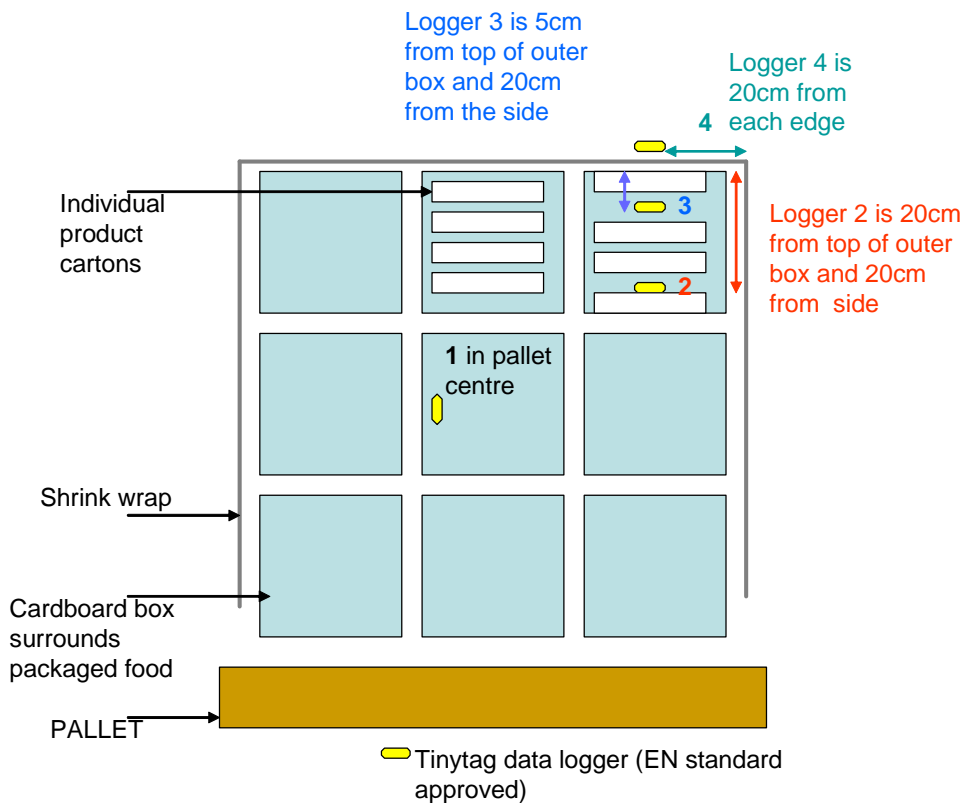 Logger 3 is 5cm
from top of outer
box and 20cm
from the side
Logger 4 is
20cm from
each edge
4
Individual
product
cartons
3
2
Logger 2 is 20cm
from top of outer
box and 20cm
from side
1 in pallet
centre
Shrink wrap
Cardboard box
surrounds
packaged food
PALLET
Tinytag data logger (EN standard
approved)